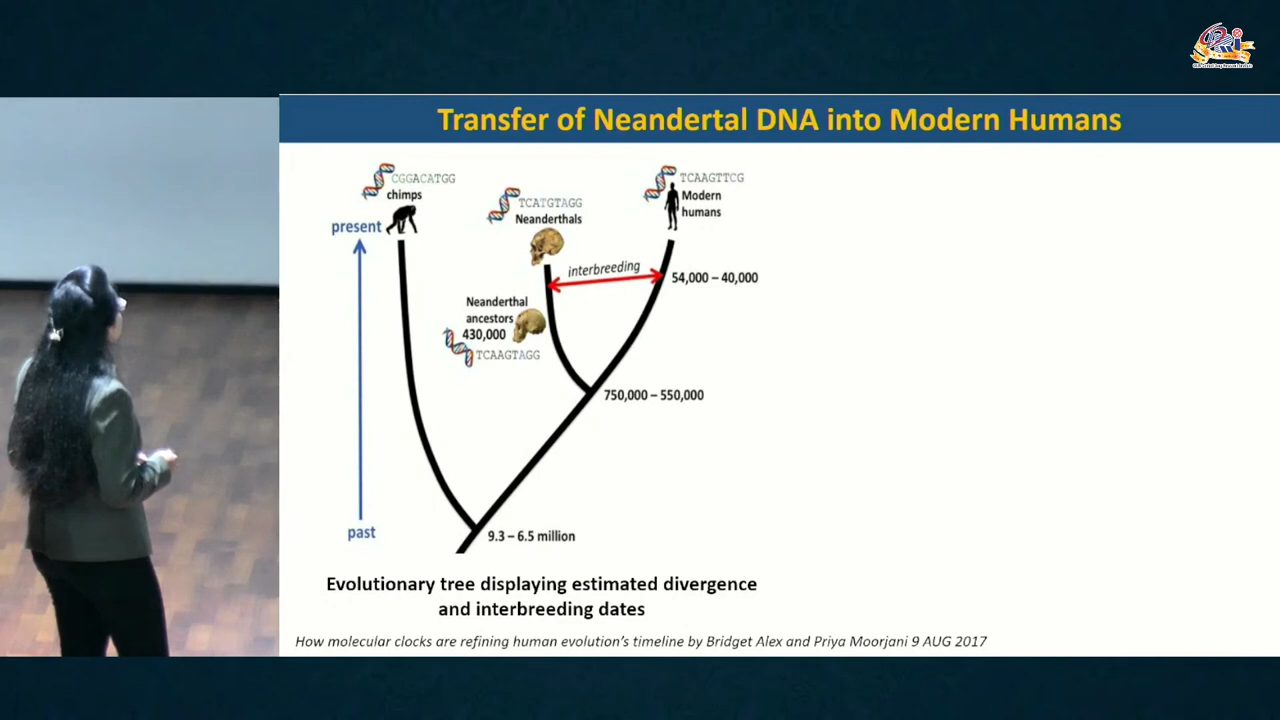 Transfer of Neandertal DNA into Modern Humans
CGGACATGG
chimps
TCAAGTTCG
Modern
humans
TCATGTAGG
Neanderthals
present
interbreeding
54,000 – 40,000
Neanderthal
ancestors
430,000
TCAAGTAGG
750,000 – 550,000
past
9.3 – 6.5 million
Evolutionary tree displaying estimated divergence
and interbreeding dates
How molecular clocks are refining human evolution's timeline by Bridget Alex and Priya Moorjani 9 AUG 2017